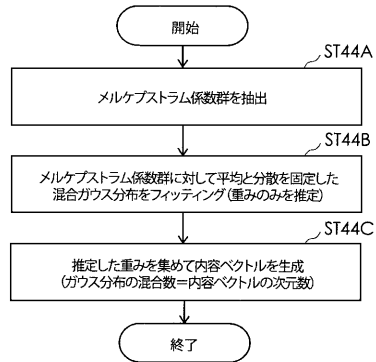 開始
ST44A
メルケプストラム係数群を抽出
ST44B
メルケプストラム係数群に対して平均と分散を固定した
混合ガウス分布をフィッティング(重みのみを推定)
ST44C
推定した重みを集めて内容ベクトルを生成
(ガウス分布の混合数=内容ベクトルの次元数)
終了